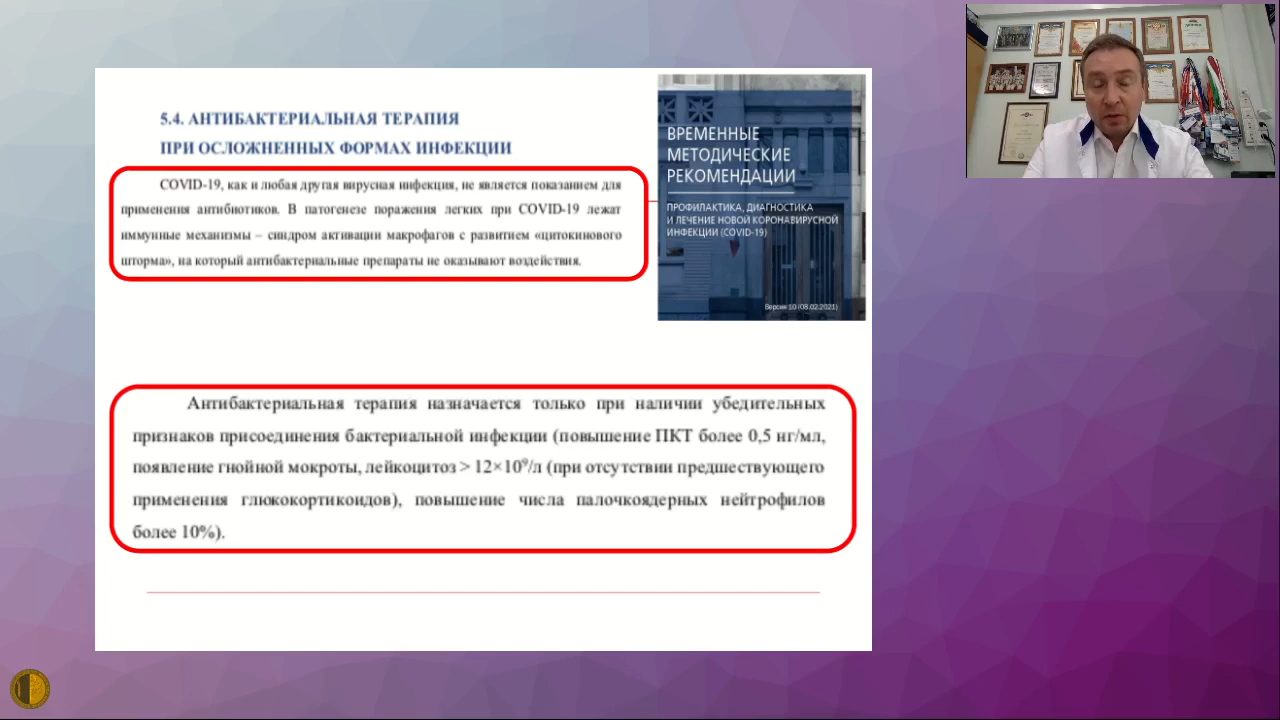 5.4. АНТИБАКТЕРИАЛЬНАЯ ТЕРАПИЯ
ПРИ ОСЛОЖНЕННЫХ ФОРМАХ ИНФЕКЦИИ
COVID-19, как и любая другая вирусная инфекция, не является показанием для
применения антибиотиков. В патогенезе поражения легких при COVID-19 лежат
иммунные механизмы – синдром активации макрофагов с развитием «цитокинового
шторма», на который антибактериальные препараты не оказывают воздействия.
ВРЕМЕННЫЕ
МЕТОДИЧЕСКИЕ
РЕКОМЕНДАЦИИ
ПРОФИЛАКТИКА, ДИАГНОСТИКА
И ЛЕЧЕНИЕ НОВОЙ КОРОНАВИРУСНОЙ
ИНФЕКЦИИ (COVID-19)
Версия 10 (08.02.2021)
Антибактериальная терапия назначается только при наличии убедительных
признаков присоединения бактериальной инфекции (повышение ПКТ более 0,5 нг/мл,
появление гнойной мокроты, лейкоцитоз > 12×10⁹/л (при отсутствии предшествующего
применения глюкокортикоидов), повышение числа палочкоядерных нейтрофилов
более 10%).